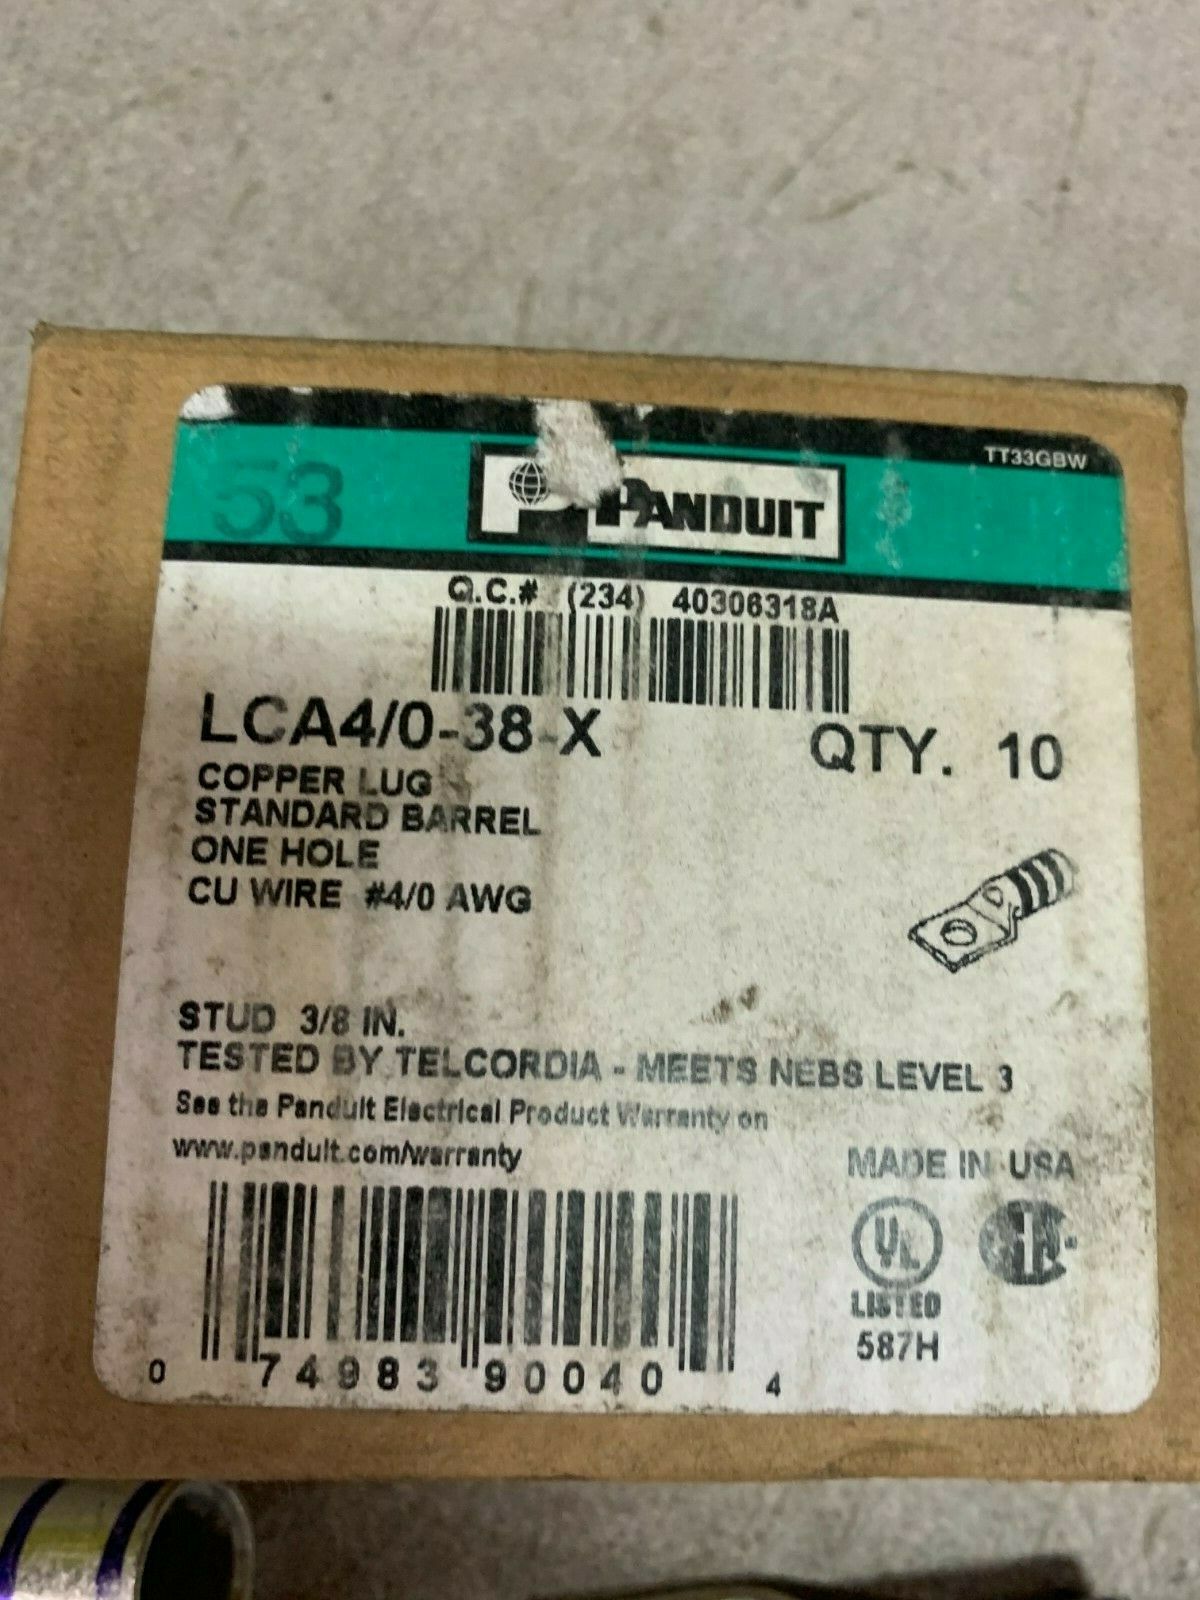 TT33GBW
53
PANDUIT
Q.C.# (234) 40306318A
LCA4/0-38-X QTY. 10
COPPER LUG
STANDARD BARREL
ONE HOLE
CU WIRE #4/0 AWG
STUD 3/8 IN.
TESTED BY TELCORDIA - MEETS NEBS LEVEL 3
See the Panduit Electrical Product Warranty on
www.panduit.com/warranty
MADE IN USA
UL
LISTED
587H
0 74983 90040 4